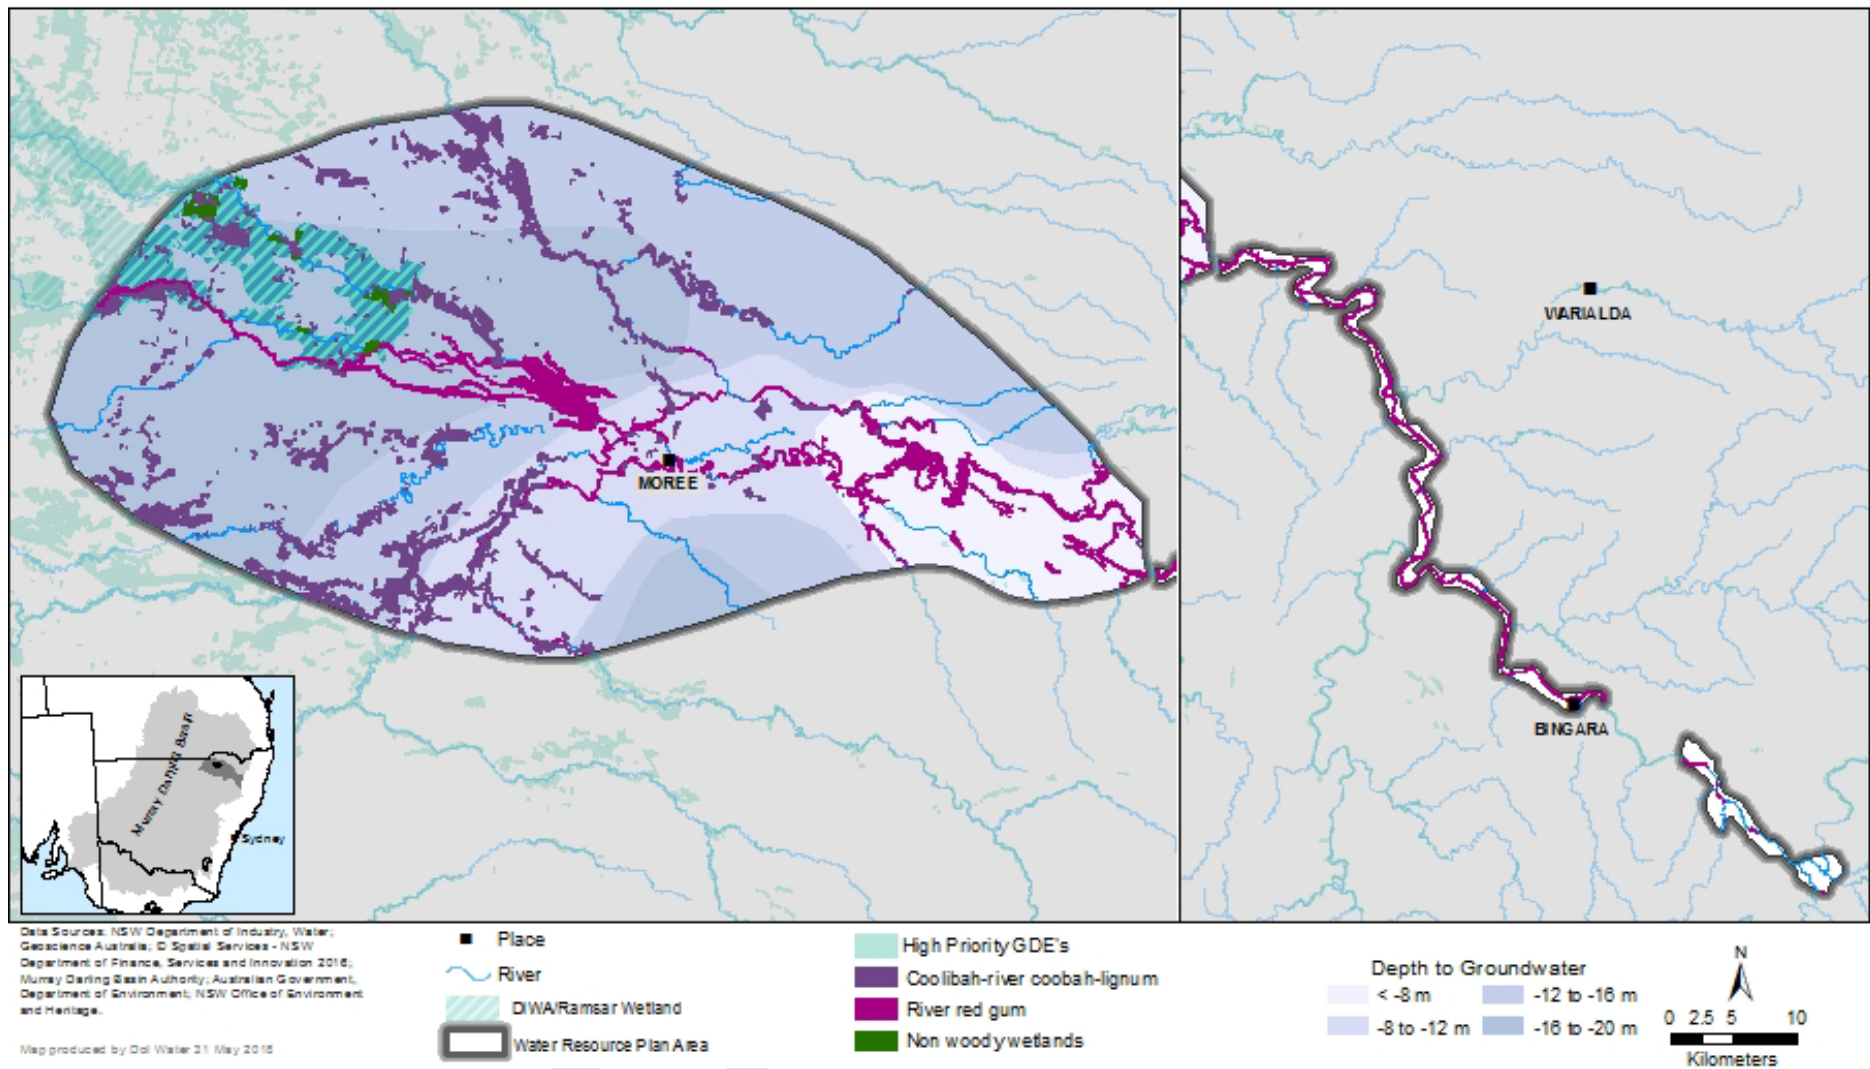 WARIALDA
MOREE
BINGARA
Murray Darling Basin
Sydney
Data Sources: NSW Department of Industry, Water;
Geoscience Australia; © Spatial Services - NSW
Department of Finance, Services and Innovation 2016;
Murray Darling Basin Authority; Australian Government,
Department of Environment; NSW Office of Environment
and Heritage.
Map produced by DoI Water 31 May 2018
Place
River
DIWA/Ramsar Wetland
Water Resource Plan Area
High Priority GDE's
Coolibah-river coobah-lignum
River red gum
Non woody wetlands
Depth to Groundwater
< -8 m
-12 to -16 m
-8 to -12 m
-16 to -20 m
N
0 2.5 5 10
Kilometers